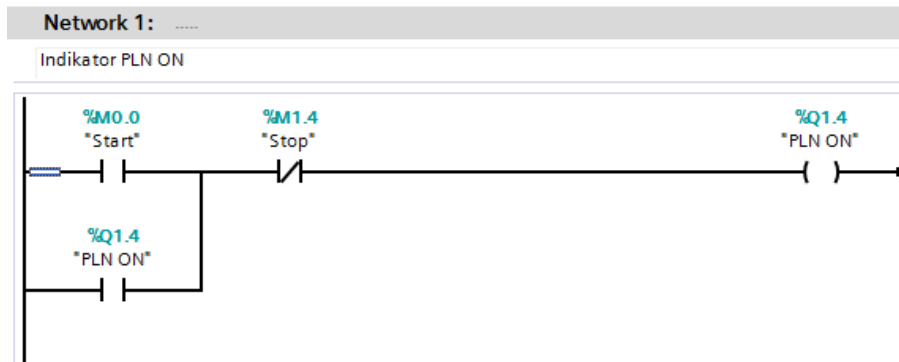 Network 1: .....
Indikator PLN ON
%M0.0 %M1.4 %Q1.4
"Start" "Stop" "PLN ON"
%Q1.4
"PLN ON"